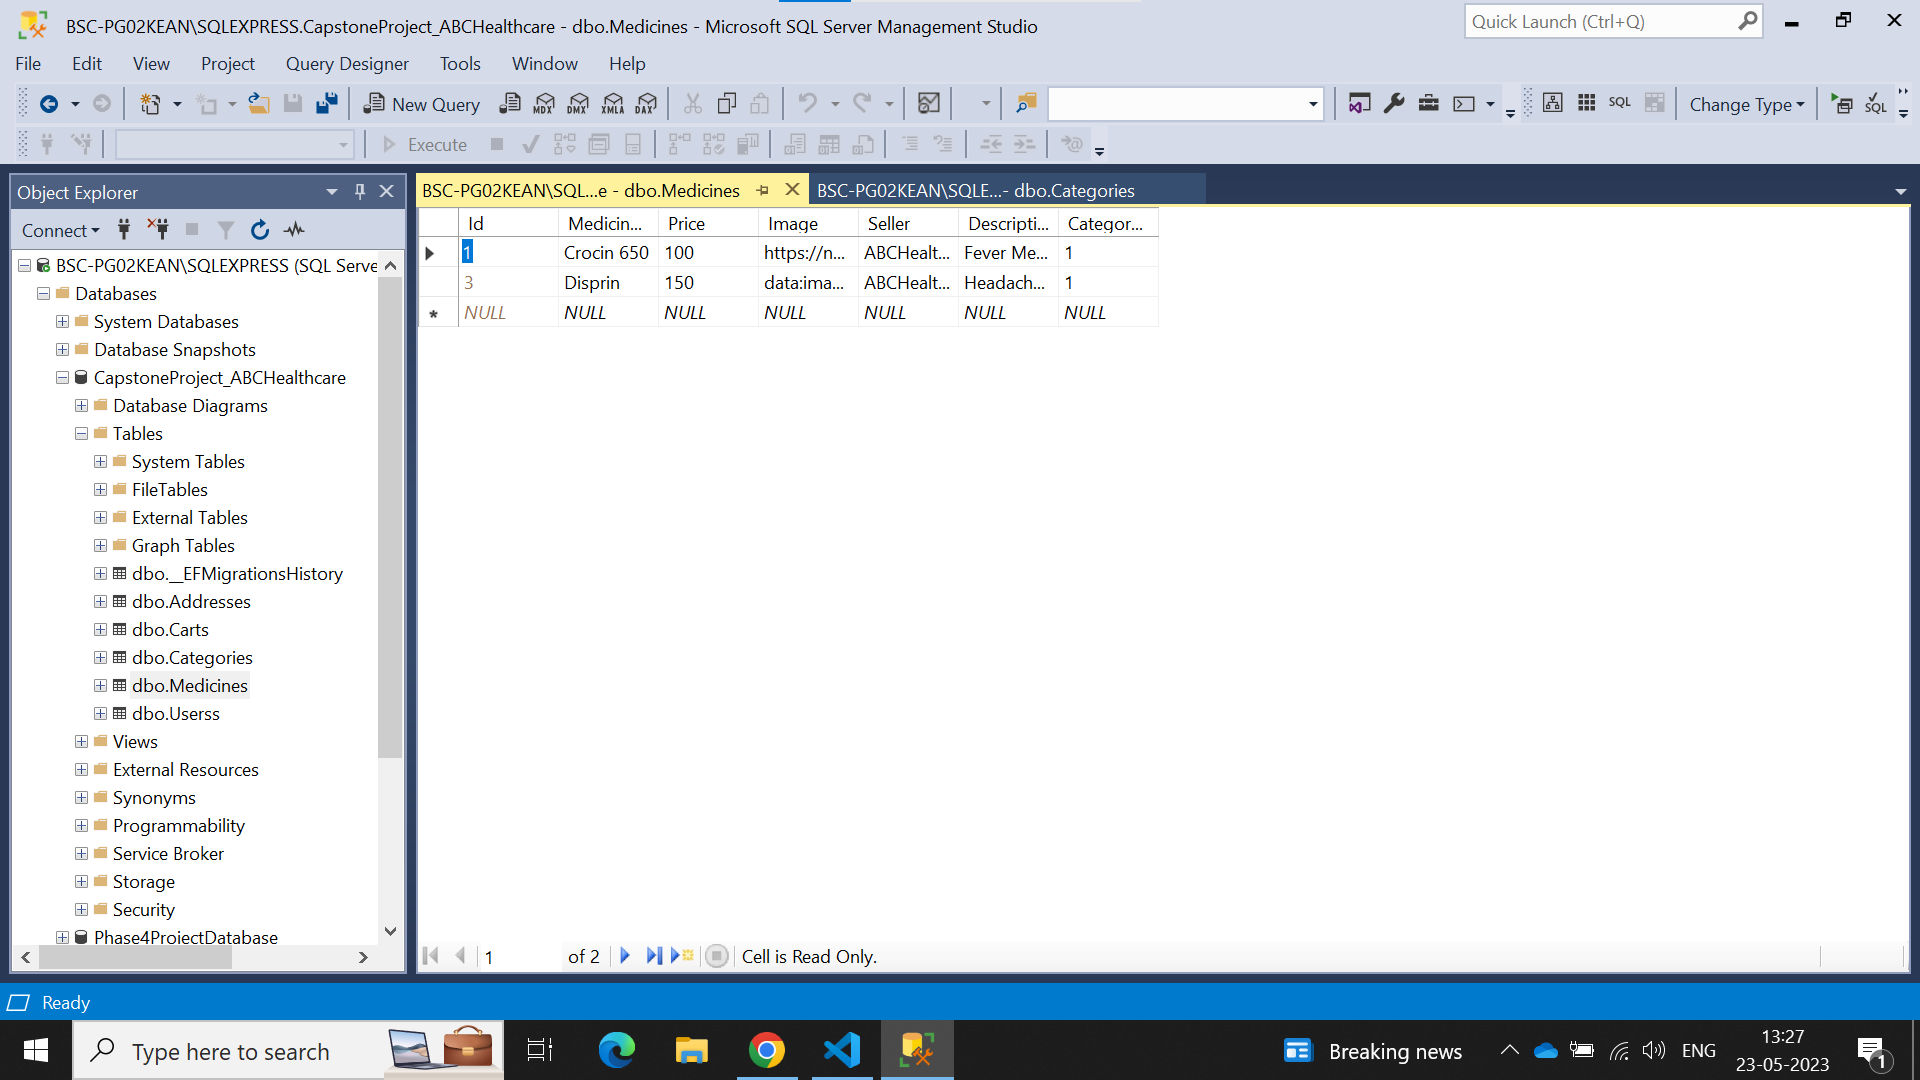 BSC-PG02KEAN\SQLEXPRESS.CapstoneProject_ABCHealthcare - dbo.Medicines - Microsoft SQL Server Management Studio
Quick Launch (Ctrl+Q)
File Edit View Project Query Designer Tools Window Help
New Query MDX DMX XMLA DAX SQL Change Type SQL
Execute
Object Explorer
Connect
BSC-PG02KEAN\SQLEXPRESS (SQL Serve
Databases
System Databases
Database Snapshots
CapstoneProject_ABCHealthcare
Database Diagrams
Tables
System Tables
FileTables
External Tables
Graph Tables
dbo.__EFMigrationsHistory
dbo.Addresses
dbo.Carts
dbo.Categories
dbo.Medicines
dbo.Userss
Views
External Resources
Synonyms
Programmability
Service Broker
Storage
Security
Phase4ProjectDatabase
BSC-PG02KEAN\SQL...e - dbo.Medicines BSC-PG02KEAN\SQLE...- dbo.Categories
Id Medicin... Price Image Seller Descripti... Categor...
1 Crocin 650 100 https://n... ABCHealt... Fever Me... 1
3 Disprin 150 data:ima... ABCHealt... Headach... 1
* NULL NULL NULL NULL NULL NULL NULL
1 of 2 Cell is Read Only.
Ready
Type here to search
Breaking news
ENG
13:27
23-05-2023
1